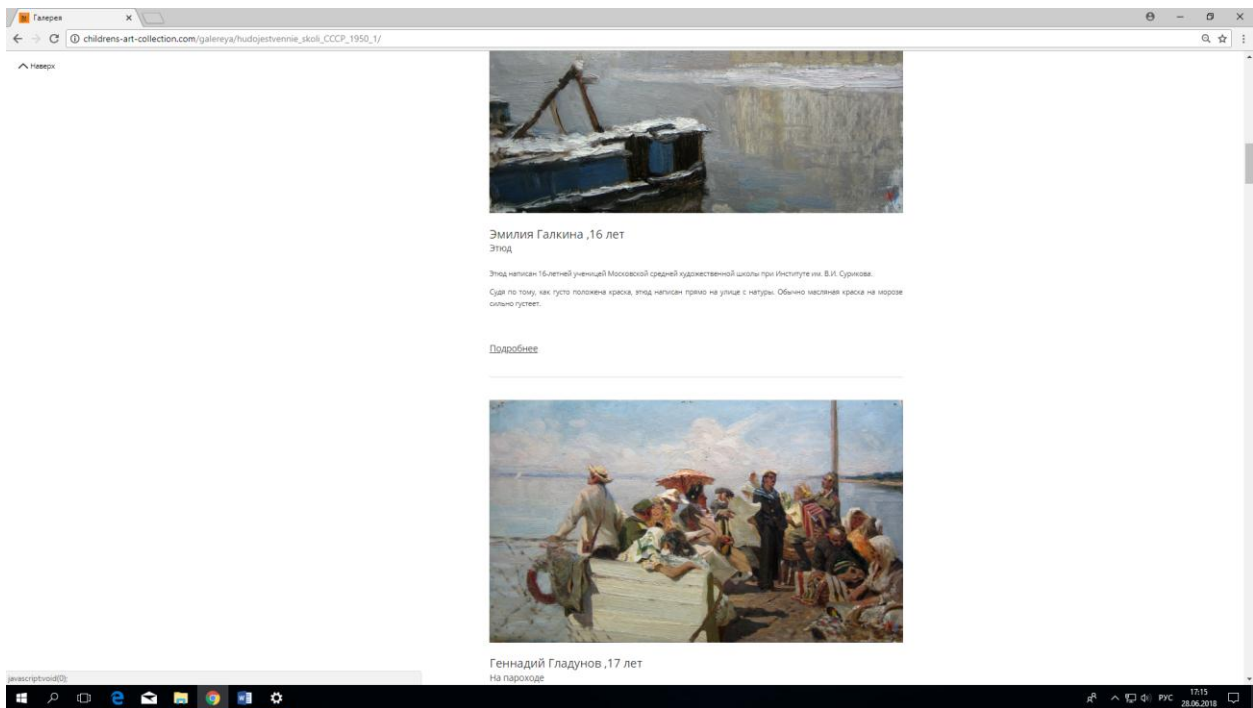 Галерея
childrens-art-collection.com/galereya/hudojestvennie_skoli_CCCP_1950_1/
Наверх
Эмилия Галкина ,16 лет
Этюд
Этюд написан 16-летней ученицей Московской средней художественной школы при Институте им. В.И. Сурикова.
Судя по тому, как густо положена краска, этюд написан прямо на улице с натуры. Обычно масляная краска на морозе
сильно густеет.
Подробнее
Геннадий Гладунов ,17 лет
На пароходе
javascript:void(0);
РУС
17:15
28.06.2018